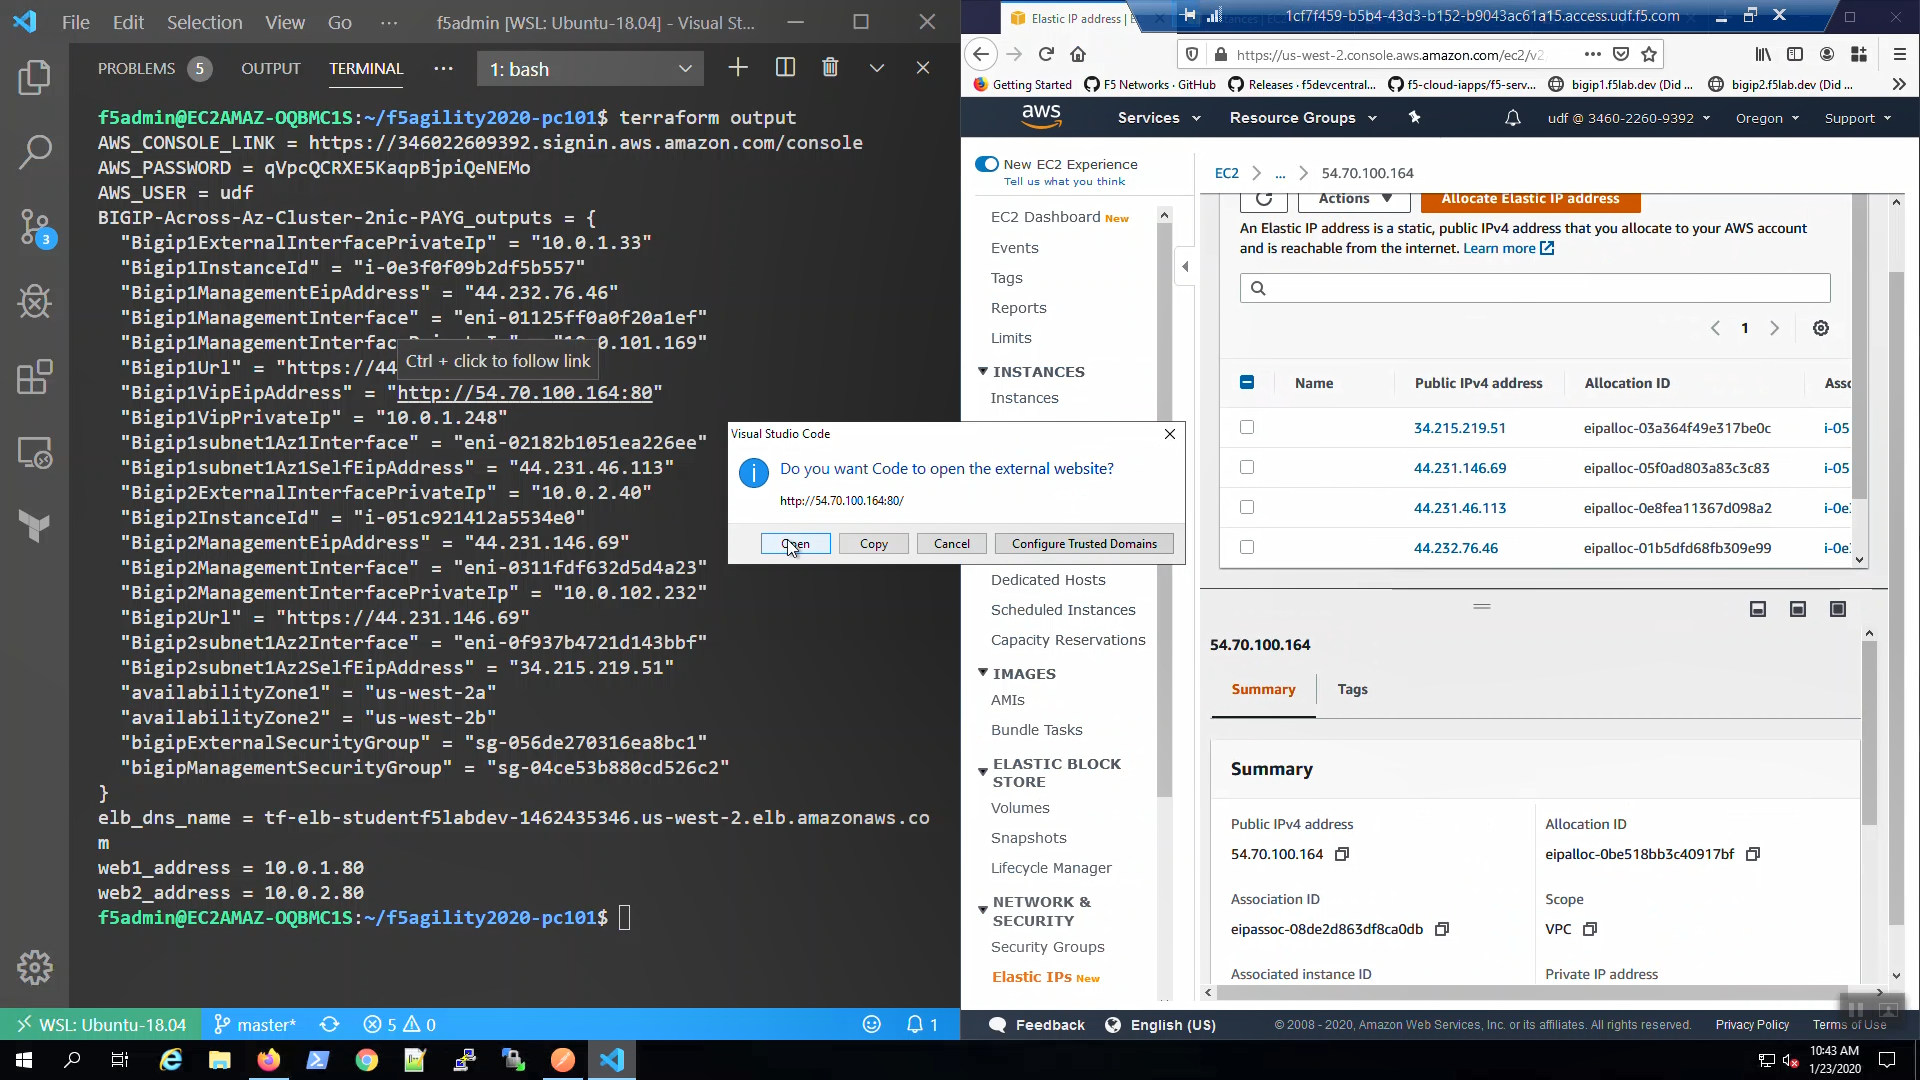 File Edit Selection View Go ··· f5admin [WSL: Ubuntu-18.04] - Visual St...
PROBLEMS 5 OUTPUT TERMINAL ··· 1: bash
f5admin@EC2AMAZ-OQBMC1S:~/f5agility2020-pc101$ terraform output
AWS_CONSOLE_LINK = https://346022609392.signin.aws.amazon.com/console
AWS_PASSWORD = qVpcQCRXE5KaqpBjpiQeNEMo
AWS_USER = udf
BIGIP-Across-Az-Cluster-2nic-PAYG_outputs = {
"Bigip1ExternalInterfacePrivateIp" = "10.0.1.33"
"Bigip1InstanceId" = "i-0e3f0f09b2df5b557"
"Bigip1ManagementEipAddress" = "44.232.76.46"
"Bigip1ManagementInterface" = "eni-01125ff0a0f20a1ef"
"Bigip1ManagementInterfac 0.101.169"
Ctrl + click to follow link
"Bigip1Url" = "https://44
"Bigip1VipEipAddress" = "http://54.70.100.164:80"
"Bigip1VipPrivateIp" = "10.0.1.248"
"Bigip1subnet1Az1Interface" = "eni-02182b1051ea226ee"
"Bigip1subnet1Az1SelfEipAddress" = "44.231.46.113"
"Bigip2ExternalInterfacePrivateIp" = "10.0.2.40"
"Bigip2InstanceId" = "i-051c921412a5534e0"
"Bigip2ManagementEipAddress" = "44.231.146.69"
"Bigip2ManagementInterface" = "eni-0311fdf632d5d4a23"
"Bigip2ManagementInterfacePrivateIp" = "10.0.102.232"
"Bigip2Url" = "https://44.231.146.69"
"Bigip2subnet1Az2Interface" = "eni-0f937b4721d143bbf"
"Bigip2subnet1Az2SelfEipAddress" = "34.215.219.51"
"availabilityZone1" = "us-west-2a"
"availabilityZone2" = "us-west-2b"
"bigipExternalSecurityGroup" = "sg-056de270316ea8bc1"
"bigipManagementSecurityGroup" = "sg-04ce53b880cd526c2"
}
elb_dns_name = tf-elb-studentf5labdev-1462435346.us-west-2.elb.amazonaws.co
m
web1_address = 10.0.1.80
web2_address = 10.0.2.80
f5admin@EC2AMAZ-OQBMC1S:~/f5agility2020-pc101$
3
WSL: Ubuntu-18.04 master* 5 0 1
Visual Studio Code
Do you want Code to open the external website?
http://54.70.100.164:80/
Open Copy Cancel Configure Trusted Domains
Elastic IP address | 1cf7f459-b5b4-43d3-b152-b9043ac61a15.access.udf.f5.com
https://us-west-2.console.aws.amazon.com/ec2/v2
Getting Started F5 Networks · GitHub Releases · f5devcentral... f5-cloud-iapps/f5-serv... bigip1.f5lab.dev (Did ... bigip2.f5lab.dev (Did ...
aws Services Resource Groups udf @ 3460-2260-9392 Oregon Support
New EC2 Experience
Tell us what you think
EC2 Dashboard New
Events
Tags
Reports
Limits
INSTANCES
Instances
Dedicated Hosts
Scheduled Instances
Capacity Reservations
IMAGES
AMIs
Bundle Tasks
ELASTIC BLOCK
STORE
Volumes
Snapshots
Lifecycle Manager
NETWORK &
SECURITY
Security Groups
Elastic IPs New
EC2 ... 54.70.100.164
Actions Allocate Elastic IP address
An Elastic IP address is a static, public IPv4 address that you allocate to your AWS account
and is reachable from the internet. Learn more
1
Name Public IPv4 address Allocation ID Asso
34.215.219.51 eipalloc-03a364f49e317be0c i-05
44.231.146.69 eipalloc-05f0ad803a83c3c83 i-05
44.231.46.113 eipalloc-0e8fea11367d098a2 i-0e
44.232.76.46 eipalloc-01b5dfd68fb309e99 i-0e
54.70.100.164
Summary Tags
Summary
Public IPv4 address Allocation ID
54.70.100.164 eipalloc-0be518bb3c40917bf
Association ID Scope
eipassoc-08de2d863df8ca0db VPC
Associated instance ID Private IP address
Feedback English (US) © 2008 - 2020, Amazon Web Services, Inc. or its affiliates. All rights reserved. Privacy Policy Terms of Use
10:43 AM
1/23/2020